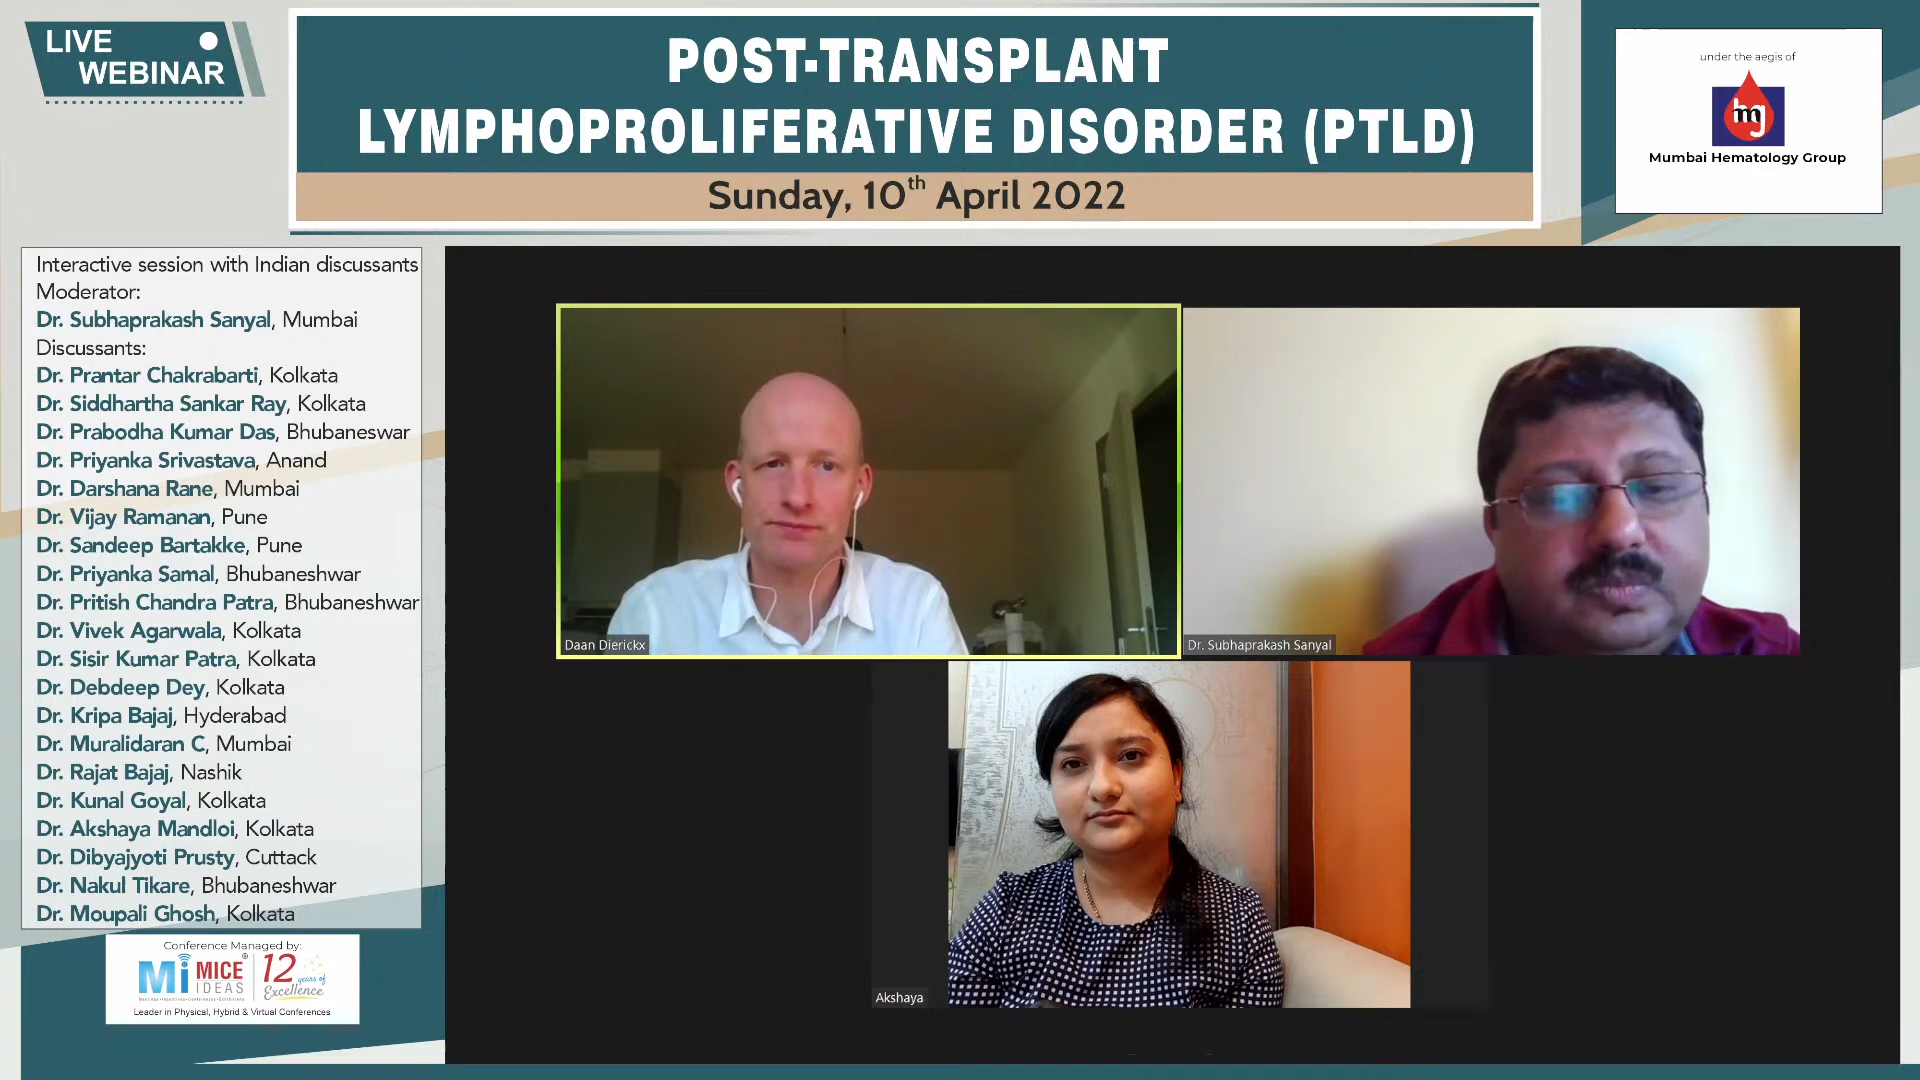 LIVE
WEBINAR
POST-TRANSPLANT
LYMPHOPROLIFERATIVE DISORDER (PTLD)
Sunday, 10th April 2022
under the aegis of
hg
Mumbai Hematology Group
Interactive session with Indian discussants
Moderator:
Dr. Subhaprakash Sanyal, Mumbai
Discussants:
Dr. Prantar Chakrabarti, Kolkata
Dr. Siddhartha Sankar Ray, Kolkata
Dr. Prabodha Kumar Das, Bhubaneswar
Dr. Priyanka Srivastava, Anand
Dr. Darshana Rane, Mumbai
Dr. Vijay Ramanan, Pune
Dr. Sandeep Bartakke, Pune
Dr. Priyanka Samal, Bhubaneshwar
Dr. Pritish Chandra Patra, Bhubaneshwar
Dr. Vivek Agarwala, Kolkata
Dr. Sisir Kumar Patra, Kolkata
Dr. Debdeep Dey, Kolkata
Dr. Kripa Bajaj, Hyderabad
Dr. Muralidaran C, Mumbai
Dr. Rajat Bajaj, Nashik
Dr. Kunal Goyal, Kolkata
Dr. Akshaya Mandloi, Kolkata
Dr. Dibyajyoti Prusty, Cuttack
Dr. Nakul Tikare, Bhubaneshwar
Dr. Moupali Ghosh, Kolkata
Daan Dierickx
Dr. Subhaprakash Sanyal
Akshaya
Conference Managed by:
Mi MICE IDEAS 12 years of Excellence
Meetings • Incentives • Conferences • Exhibitions
Leader in Physical, Hybrid & Virtual Conferences